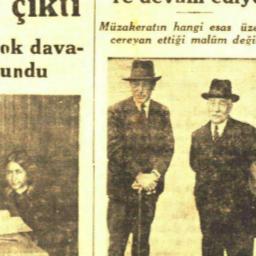 çıktı
ok dava-
undu
re devam ediyo
Müzakeratın hangi esas üze
cereyan ettiği malûm deği